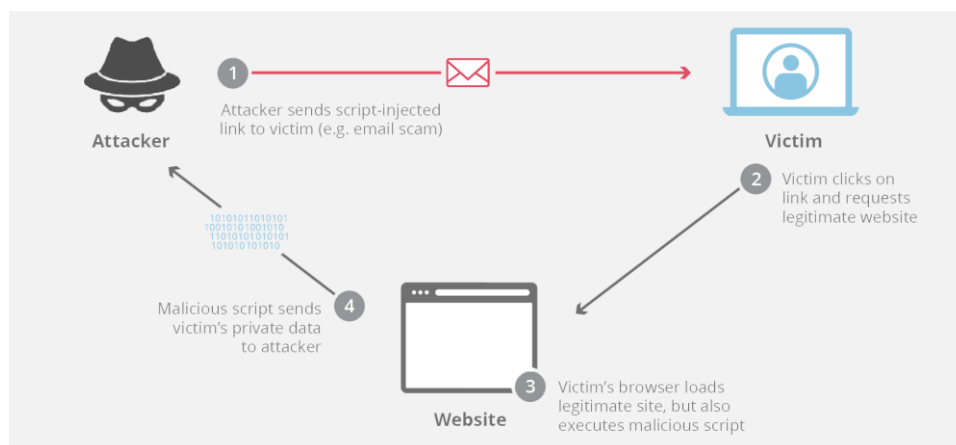 1
Attacker sends script-injected
link to victim (e.g. email scam)
Attacker
Victim
2
Victim clicks on
link and requests
legitimate website
10101011010101
10010101001010
11010101010101
101010101010
4
Malicious script sends
victim's private data
to attacker
3
Victim's browser loads
legitimate site, but also
executes malicious script
Website